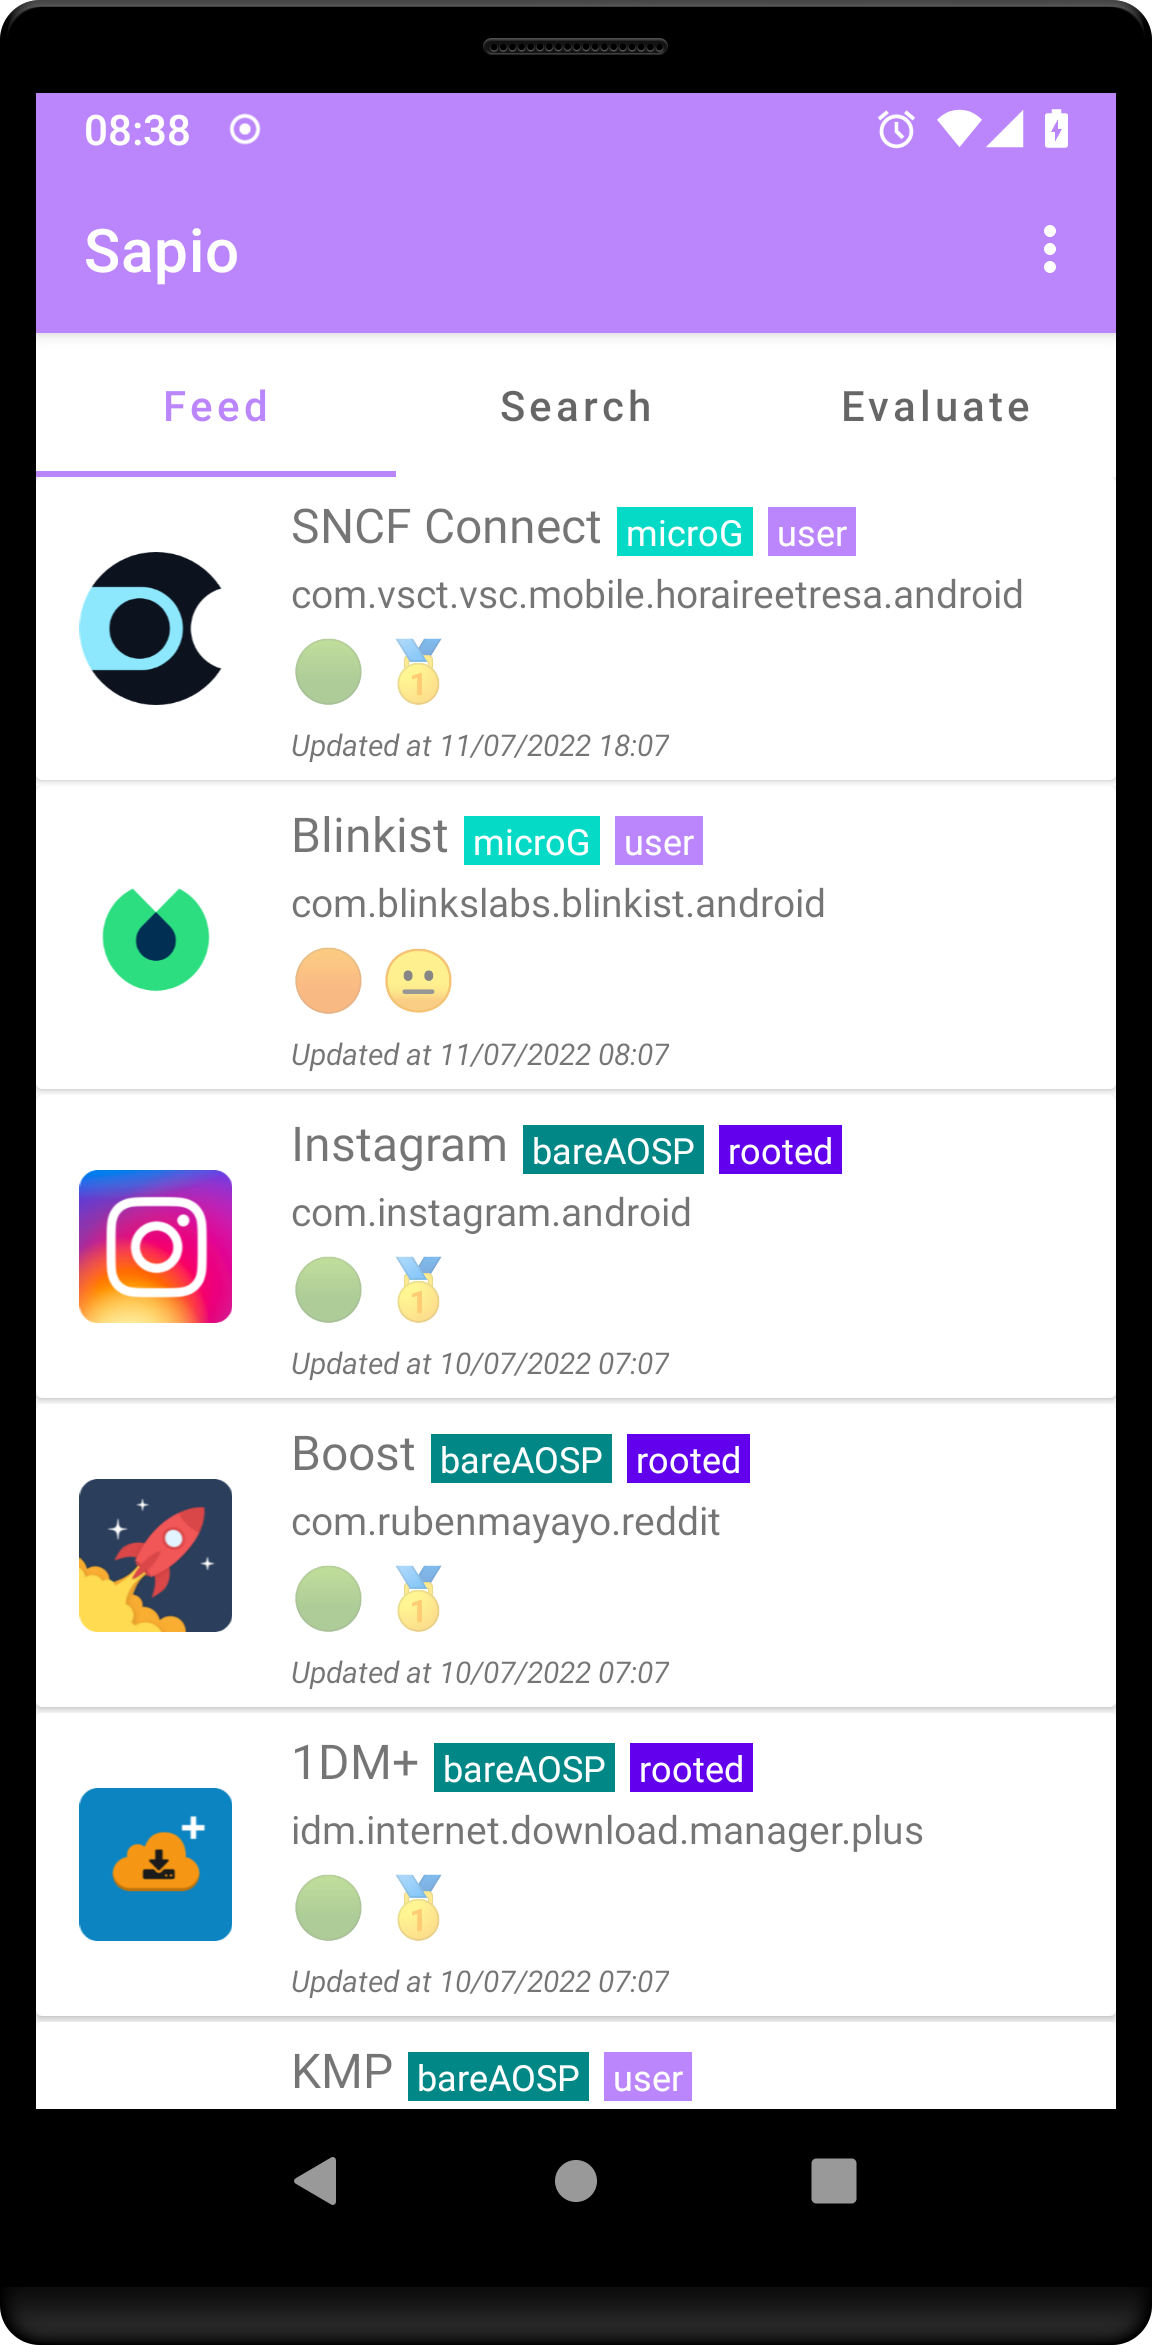 08:38
Sapio
Feed Search Evaluate
SNCF Connect microG user
com.vsct.vsc.mobile.horaireetresa.android
1
Updated at 11/07/2022 18:07
Blinkist microG user
com.blinkslabs.blinkist.android
Updated at 11/07/2022 08:07
Instagram bareAOSP rooted
com.instagram.android
1
Updated at 10/07/2022 07:07
Boost bareAOSP rooted
com.rubenmayayo.reddit
1
Updated at 10/07/2022 07:07
1DM+ bareAOSP rooted
idm.internet.download.manager.plus
1
Updated at 10/07/2022 07:07
KMP bareAOSP user